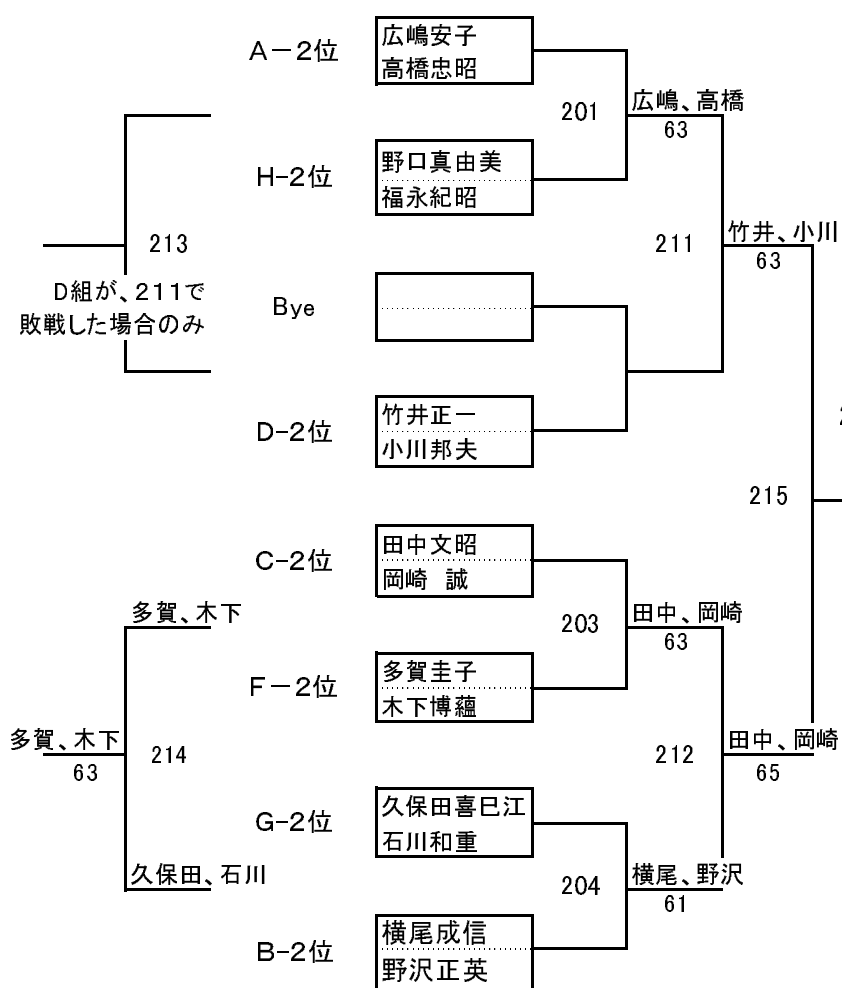 A-2位
広嶋安子
高橋忠昭
201
広嶋、高橋
63
H-2位
野口真由美
福永紀昭
213
211
竹井、小川
63
D組が、211で
敗戦した場合のみ
Bye
D-2位
竹井正一
小川邦夫
215
C-2位
田中文昭
岡崎 誠
多賀、木下
203
田中、岡崎
63
F-2位
多賀圭子
木下博蘊
多賀、木下
63
214
212
田中、岡崎
65
G-2位
久保田喜巳江
石川和重
久保田、石川
204
横尾、野沢
61
B-2位
横尾成信
野沢正英